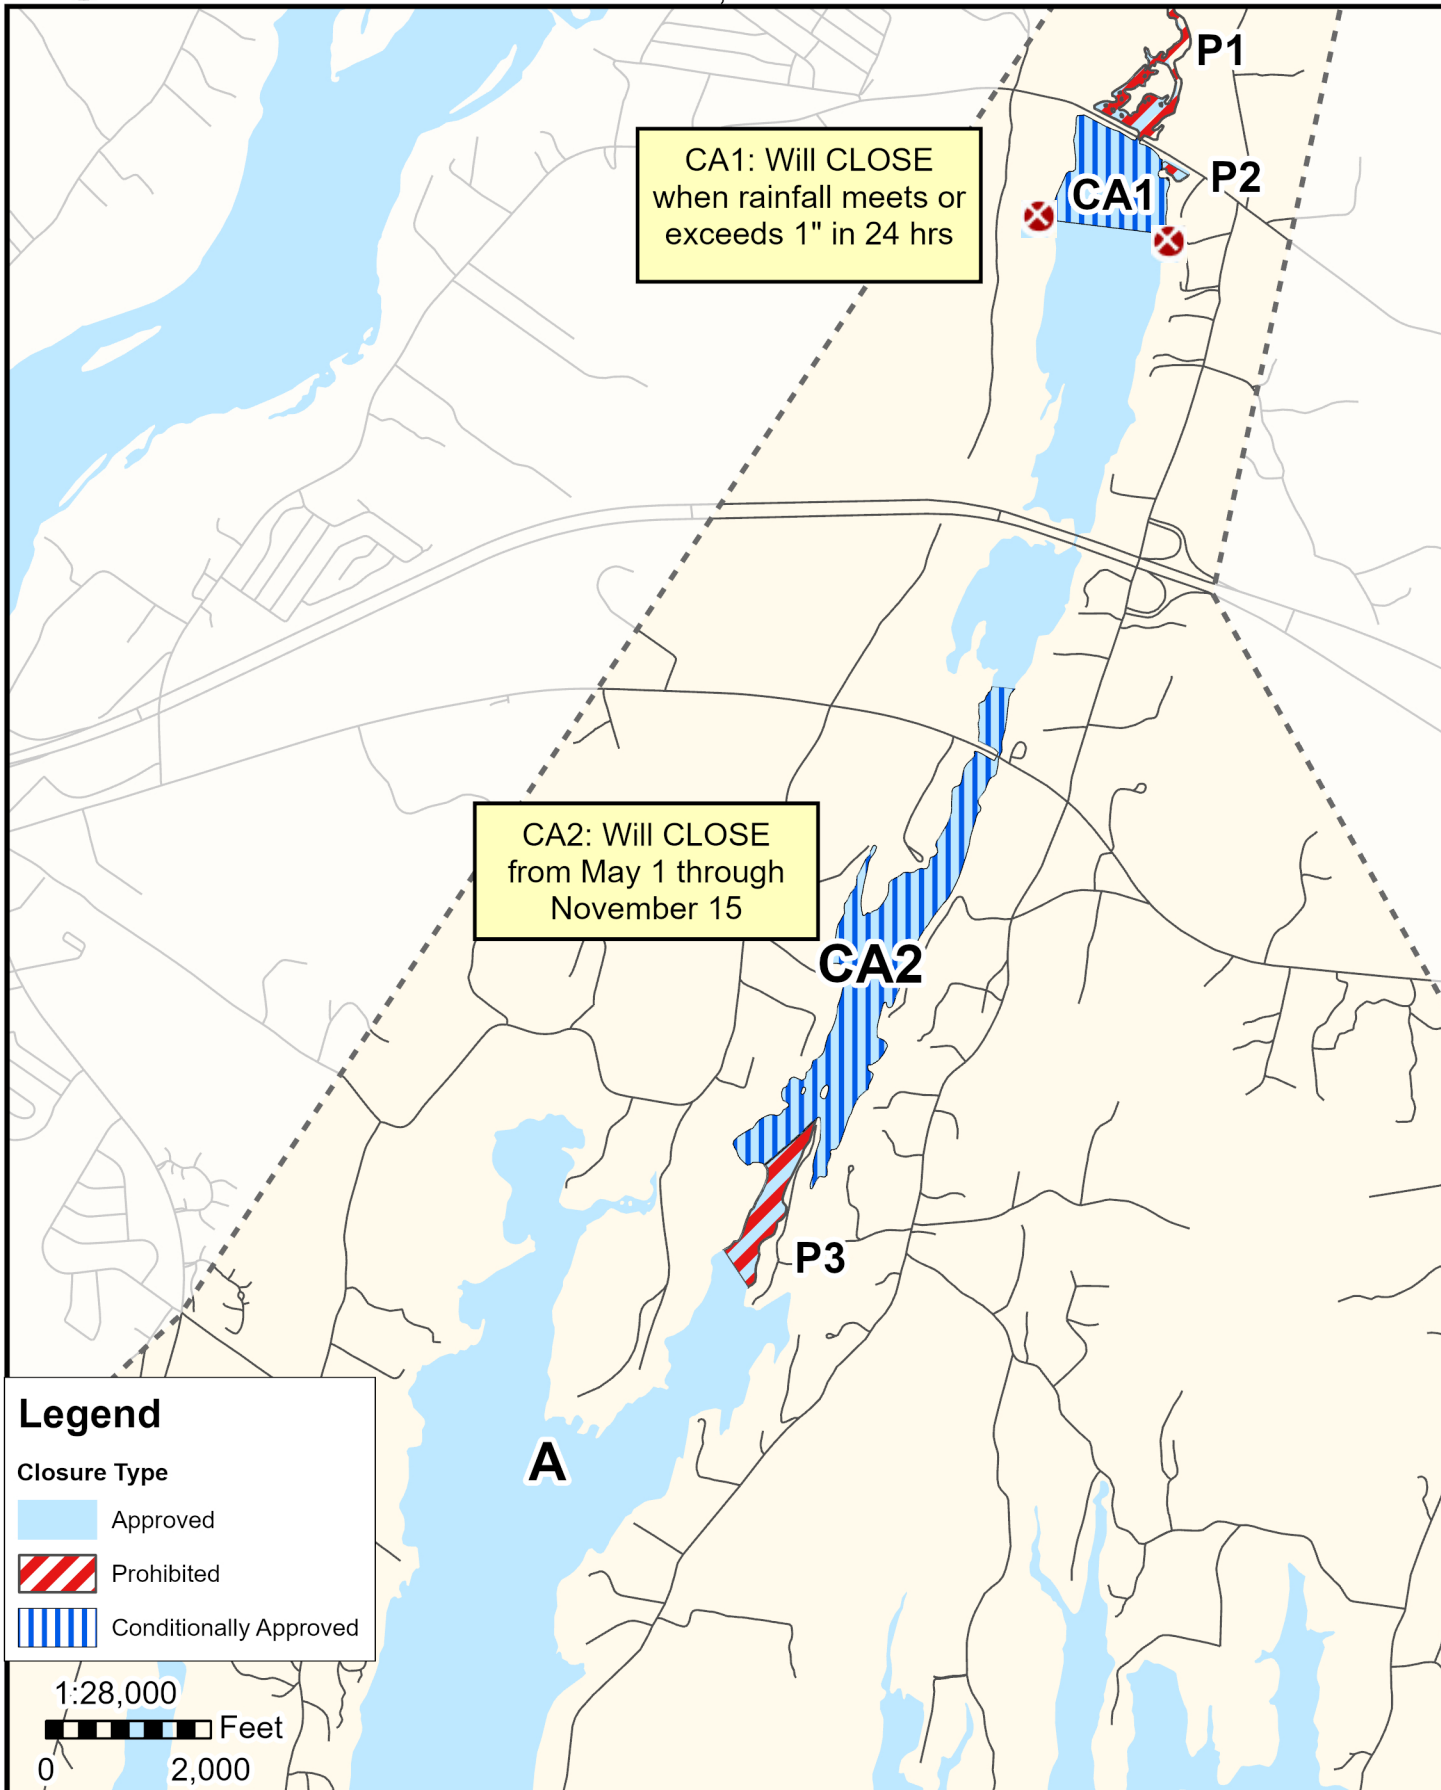 P1
CA1: Will CLOSE
when rainfall meets or
exceeds 1" in 24 hrs
P2
CA1
CA2: Will CLOSE
from May 1 through
November 15
CA2
P3
A
Legend
Closure Type
Approved
Prohibited
Conditionally Approved
1:28,000
Feet
0 2,000